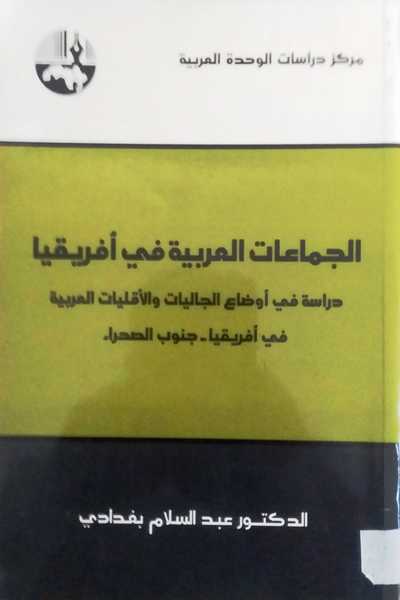 مركز دراسات الوحدة العربية
الجماعات العربية في أفريقيا
دراسة في أوضاع الجاليات والأقليات العربية
في أفريقيا - جنوب الصحراء
الدكتور عبد السلام بغدادي